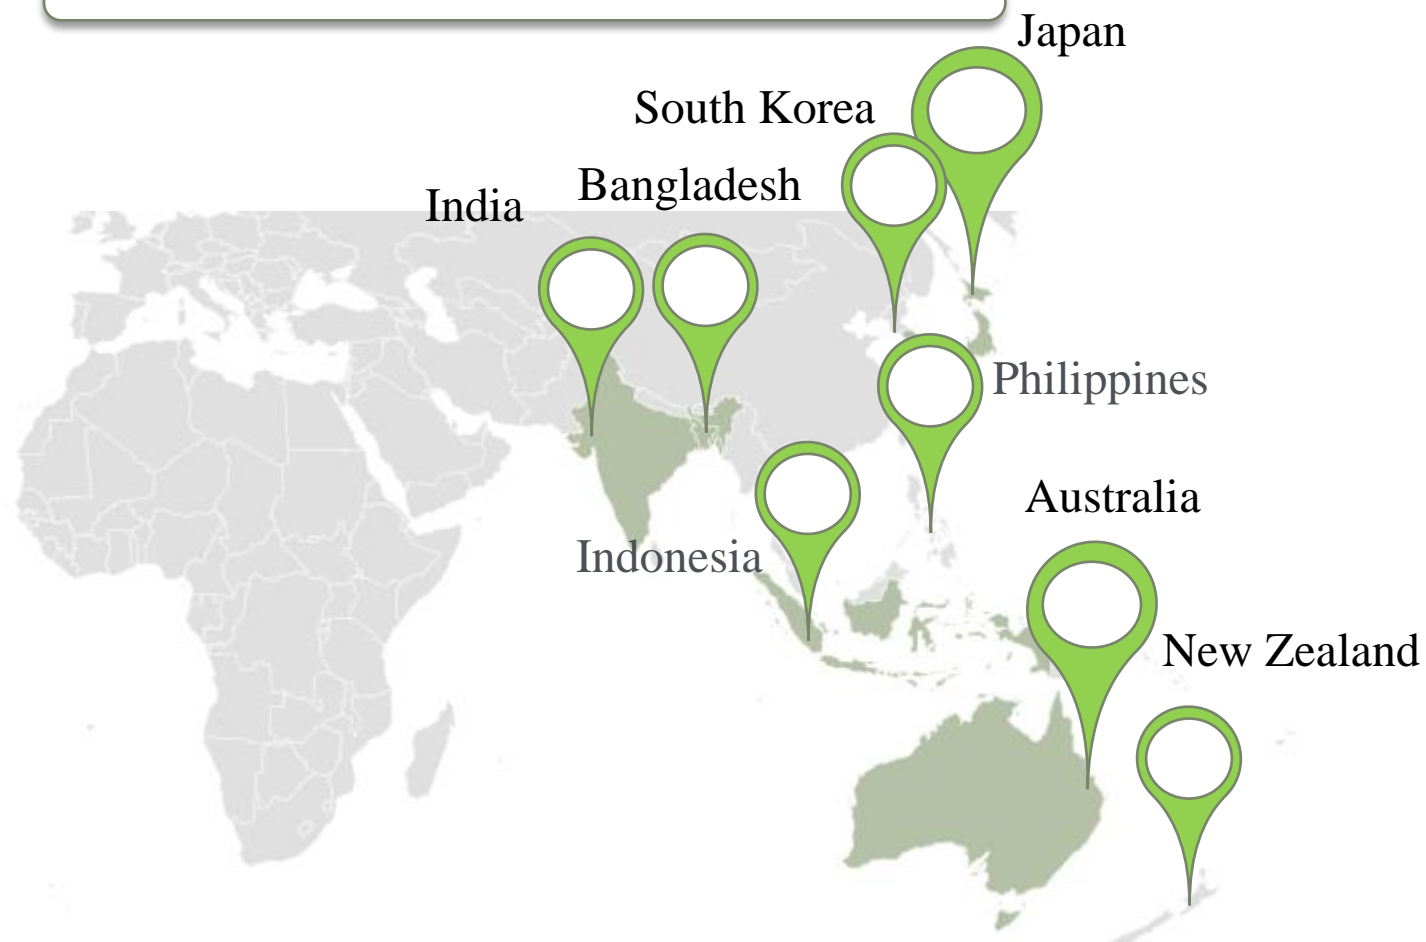 Japan
South Korea
Bangladesh
India
Philippines
Australia
Indonesia
New Zealand